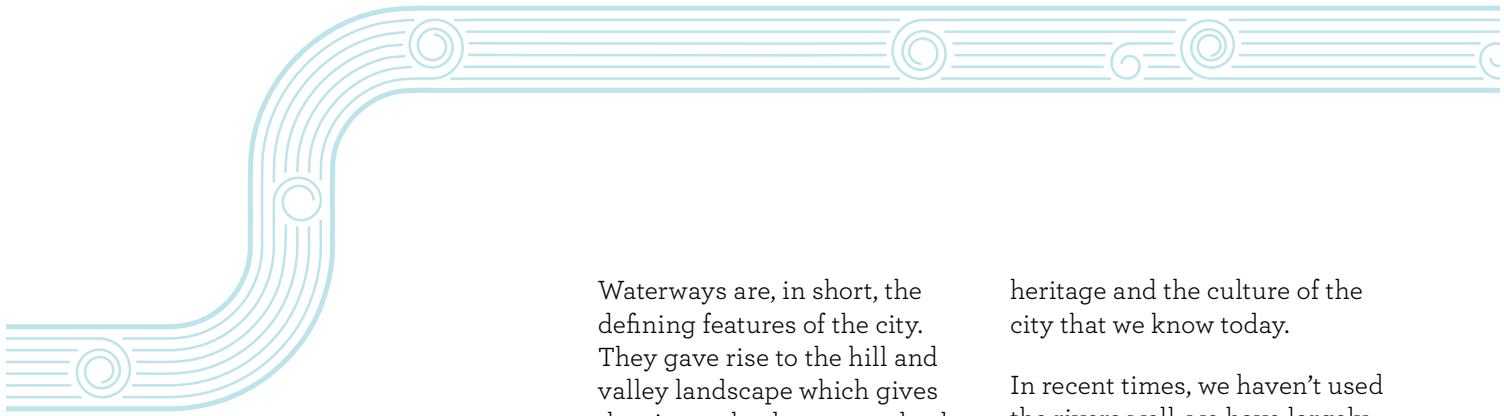 Waterways are, in short, the
defining features of the city.
They gave rise to the hill and
valley landscape which gives
heritage and the culture of the
city that we know today.
In recent times, we haven't used